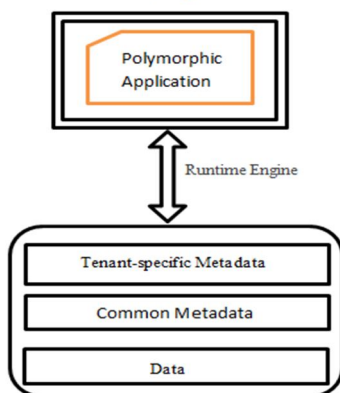 Polymorphic
Application
Runtime Engine
Tenant-specific Metadata
Common Metadata
Data